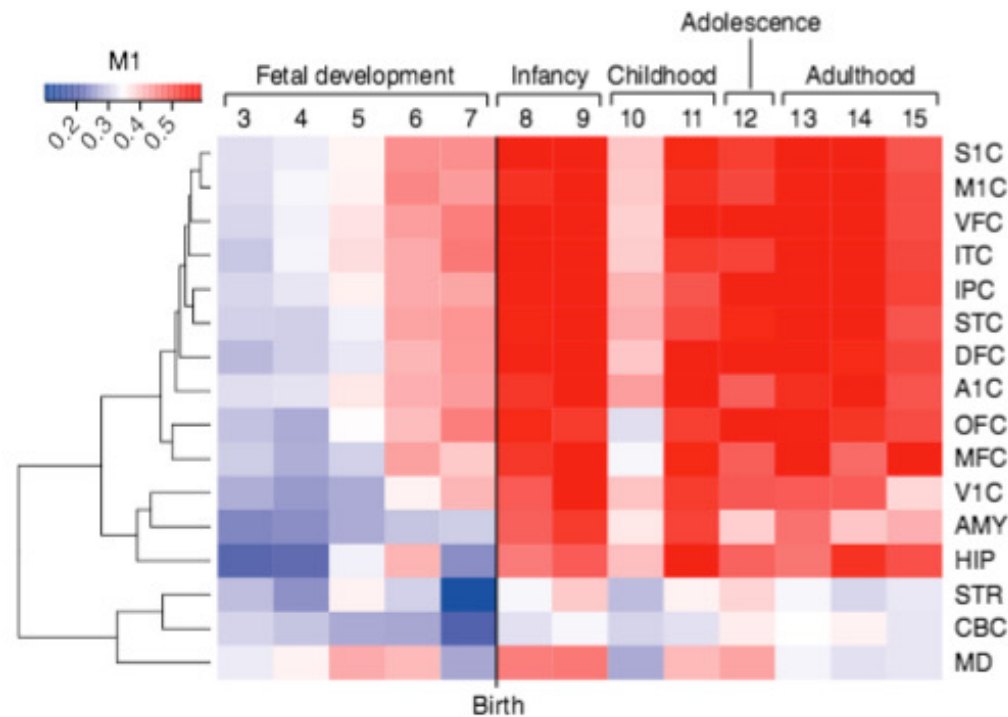 Adolescence
M1
Fetal development Infancy Childhood Adulthood
0.2 0.3 0.4 0.5
3 4 5 6 7 8 9 10 11 12 13 14 15
S1C
M1C
VFC
ITC
IPC
STC
DFC
A1C
OFC
MFC
V1C
AMY
HIP
STR
CBC
MD
Birth